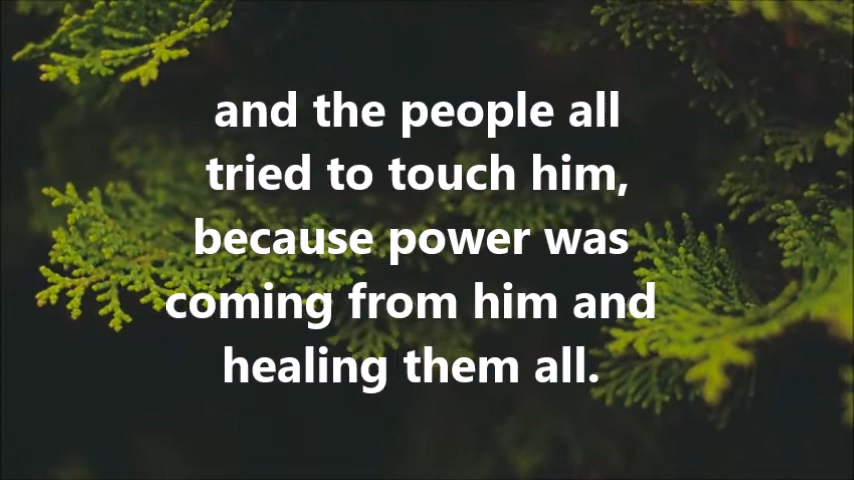 and the people all
tried to touch him,
because power was
coming from him and
healing them all.